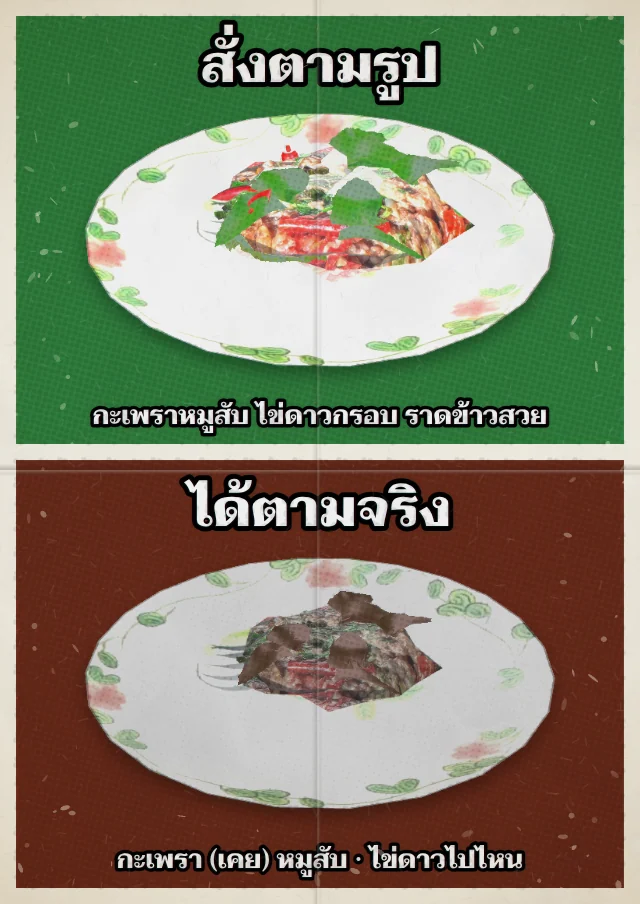 สั่งตามรูป
กะเพราหมูสับ ไข่ดาวกรอบ ราดข้าวสวย
ได้ตามจริง
กะเพรา (เคย) หมูสับ · ไข่ดาวไปไหน